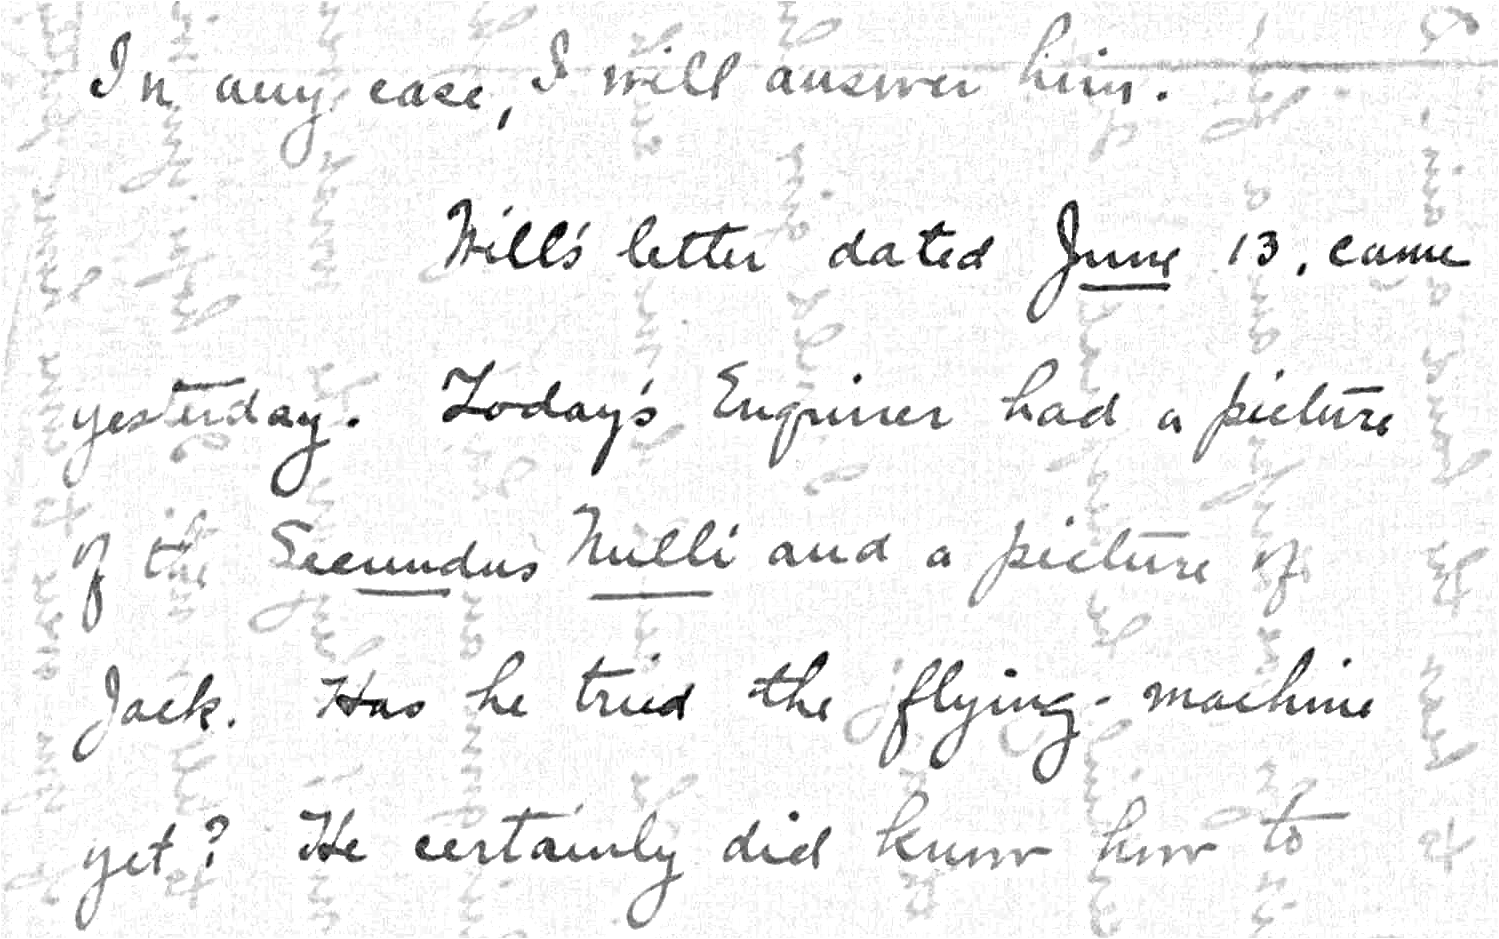 In any case, I will answer him.
Will's letter dated June 13, came
yesterday. Today's Enquirer had a picture
of the Secundus Nulli and a picture of
Jack. Has he tried the flying-machine
yet? He certainly did know how to